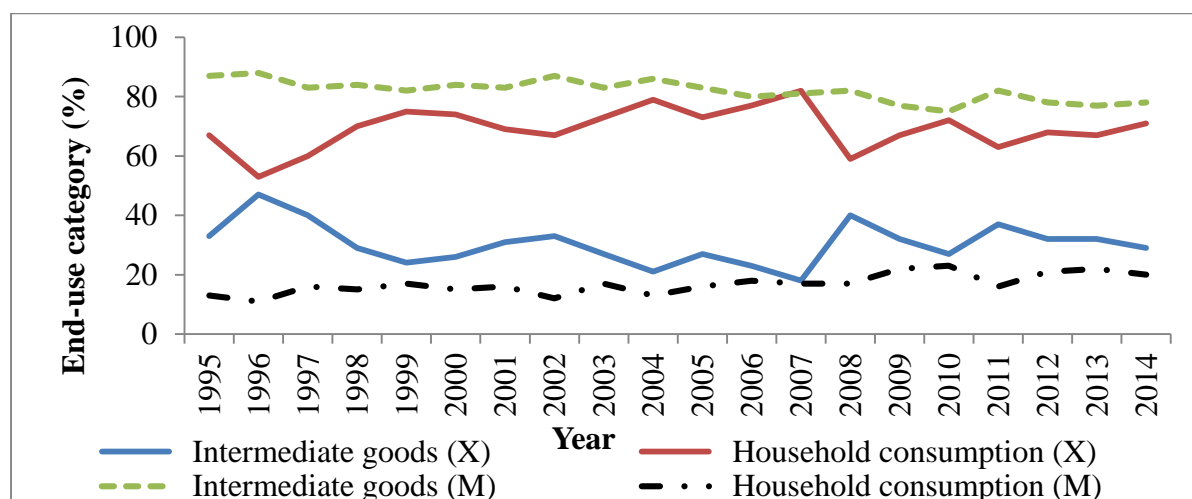 100
80
60
40
20
0
End-use category (%)
1995 1996 1997 1998 1999 2000 2001 2002 2003 2004 2005 2006 2007 2008 2009 2010 2011 2012 2013 2014
Year
Intermediate goods (X) Household consumption (X)
Intermediate goods (M) Household consumption (M)